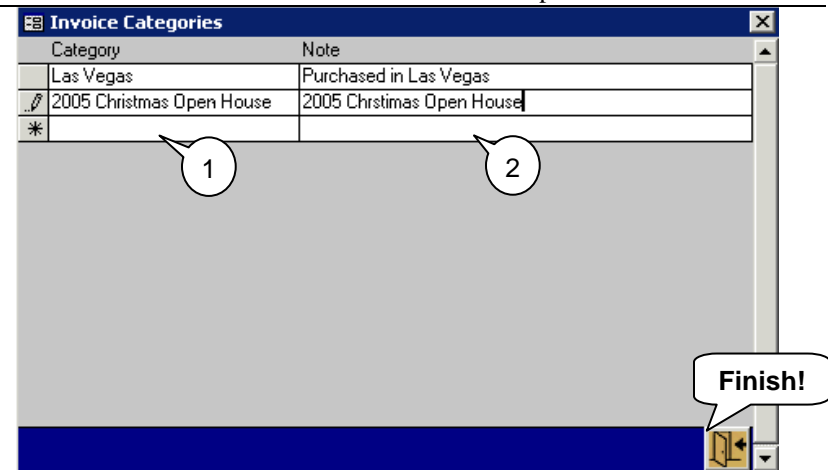 Invoice Categories
Category Note
Las Vegas Purchased in Las Vegas
2005 Christmas Open House 2005 Chrstimas Open House
1 2
Finish!